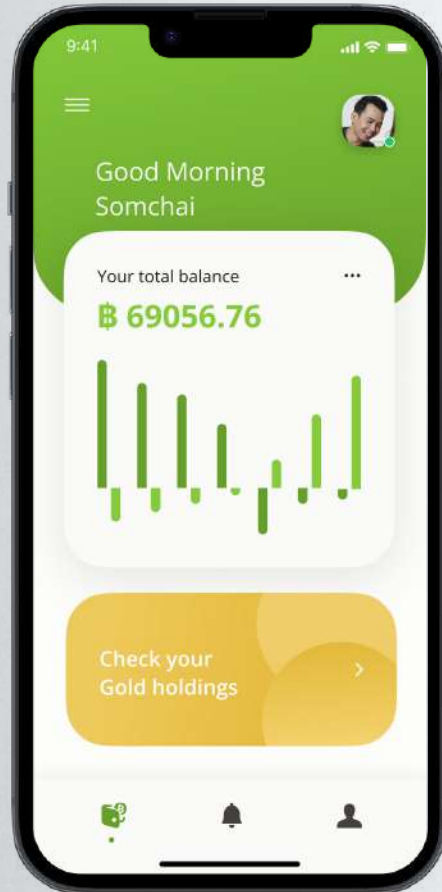 9:41
Good Morning
Somchai
Your total balance
...
฿ 69056.76
Check your
Gold holdings